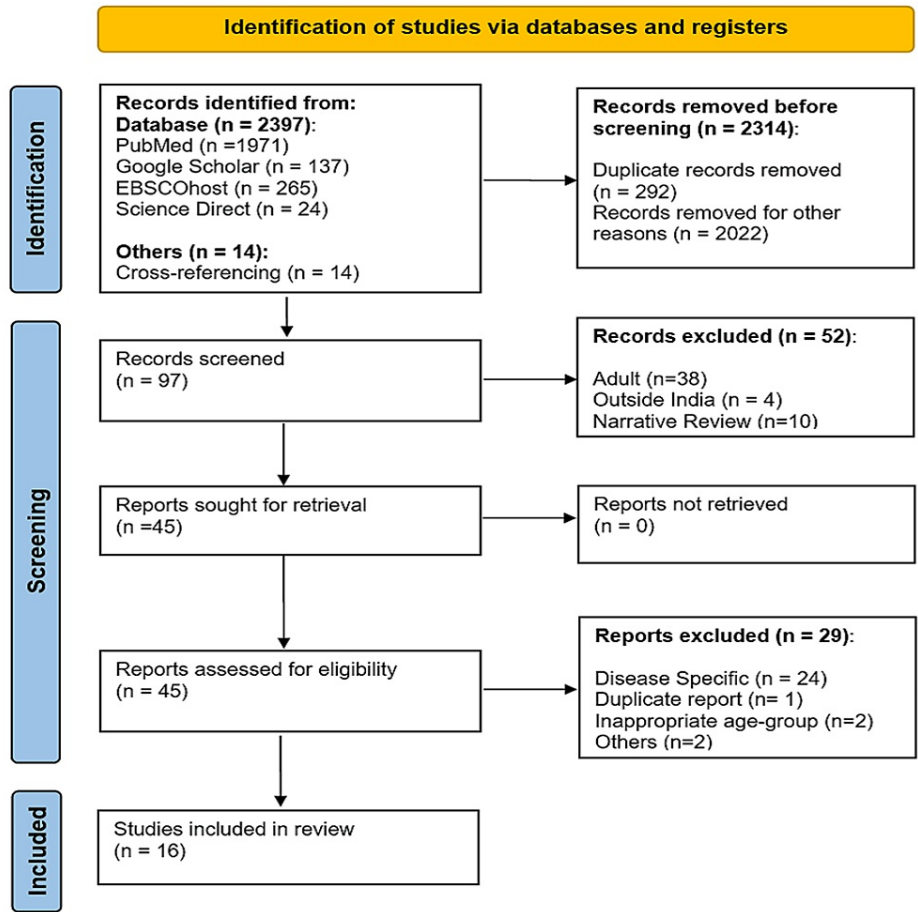 Identification of studies via databases and registers
Identification
Records identified from:
Database (n = 2397):
PubMed (n =1971)
Google Scholar (n = 137)
EBSCOhost (n = 265)
Science Direct (n = 24)
Others (n = 14):
Cross-referencing (n = 14)
Records removed before
screening (n = 2314):
Duplicate records removed
(n = 292)
Records removed for other
reasons (n = 2022)
Screening
Records screened
(n = 97)
Records excluded (n = 52):
Adult (n=38)
Outside India (n = 4)
Narrative Review (n=10)
Reports sought for retrieval
(n =45)
Reports not retrieved
(n = 0)
Reports assessed for eligibility
(n = 45)
Reports excluded (n = 29):
Disease Specific (n = 24)
Duplicate report (n= 1)
Inappropriate age-group (n=2)
Others (n=2)
Included
Studies included in review
(n = 16)